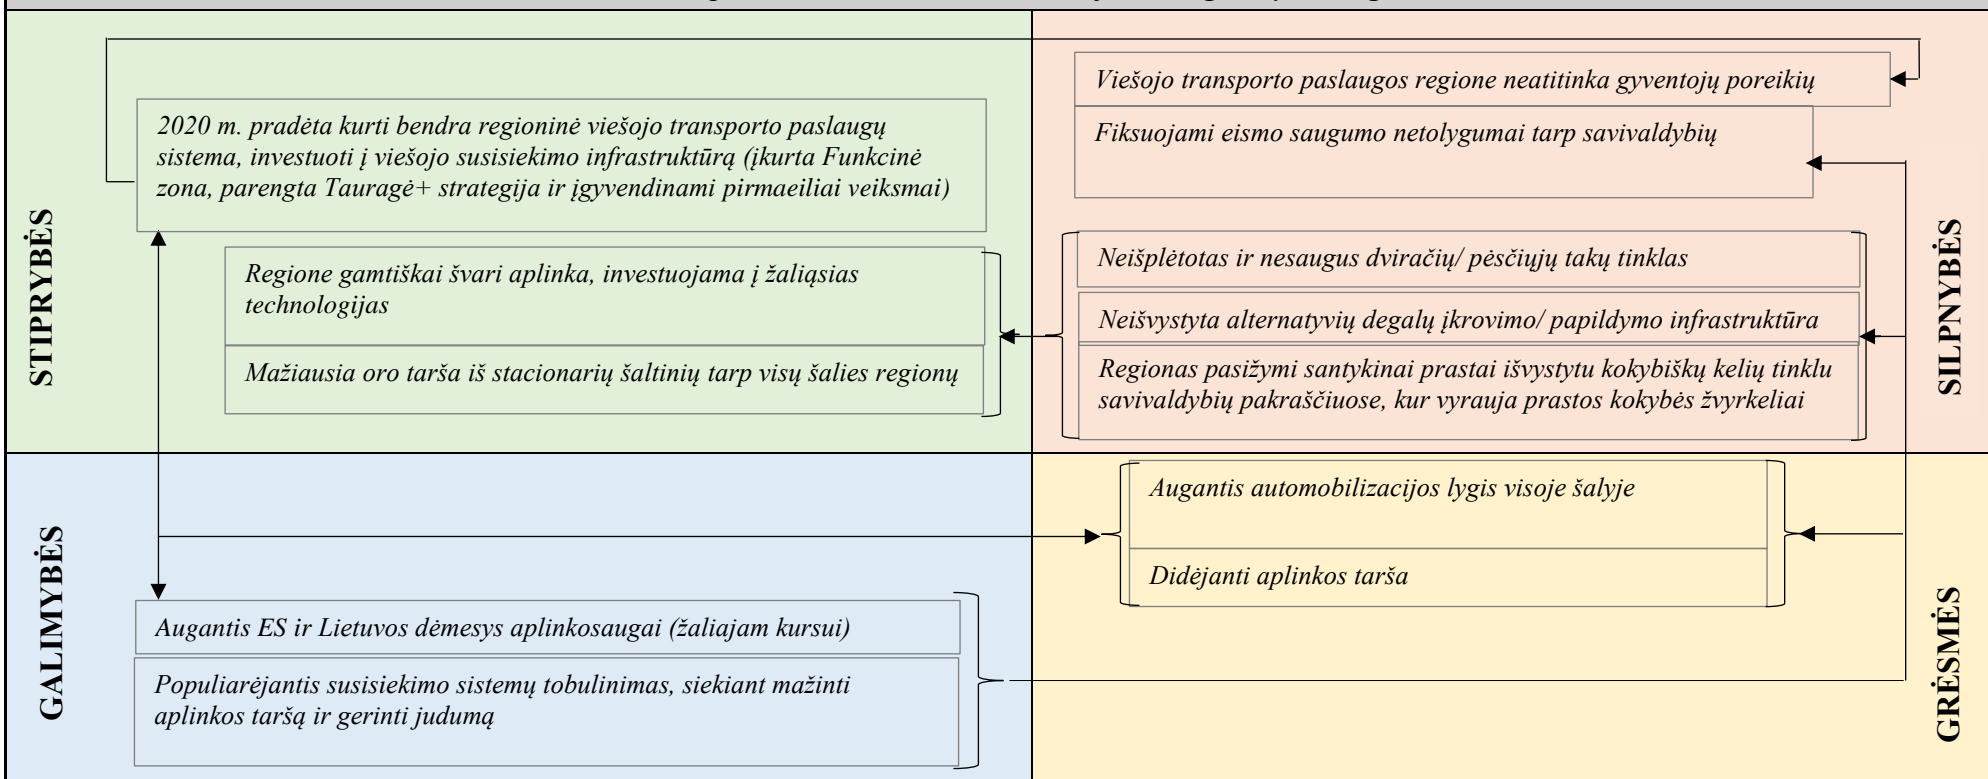 STIPRYBĖS
2020 m. pradėta kurti bendra regioninė viešojo transporto paslaugų
sistema, investuoti į viešojo susisiekimo infrastruktūrą (įkurta Funkcinė
zona, parengta Tauragė+ strategija ir įgyvendinami pirmaeiliai veiksmai)
Regione gamtiškai švari aplinka, investuojama į žaliąsias
technologijas
Mažiausia oro tarša iš stacionarių šaltinių tarp visų šalies regionų
SILPNYBĖS
Viešojo transporto paslaugos regione neatitinka gyventojų poreikių
Fiksuojami eismo saugumo netolygumai tarp savivaldybių
Neišplėtotas ir nesaugus dviračių/ pėsčiųjų takų tinklas
Neišvystyta alternatyvių degalų įkrovimo/ papildymo infrastruktūra
Regionas pasižymi santykinai prastai išvystytu kokybiškų kelių tinklu
savivaldybių pakraščiuose, kur vyrauja prastos kokybės žvyrkeliai
GALIMYBĖS
Augantis ES ir Lietuvos dėmesys aplinkosaugai (žaliajam kursui)
Populiarėjantis susisiekimo sistemų tobulinimas, siekiant mažinti
aplinkos taršą ir gerinti judumą
GRĖSMĖS
Augantis automobilizacijos lygis visoje šalyje
Didėjanti aplinkos tarša